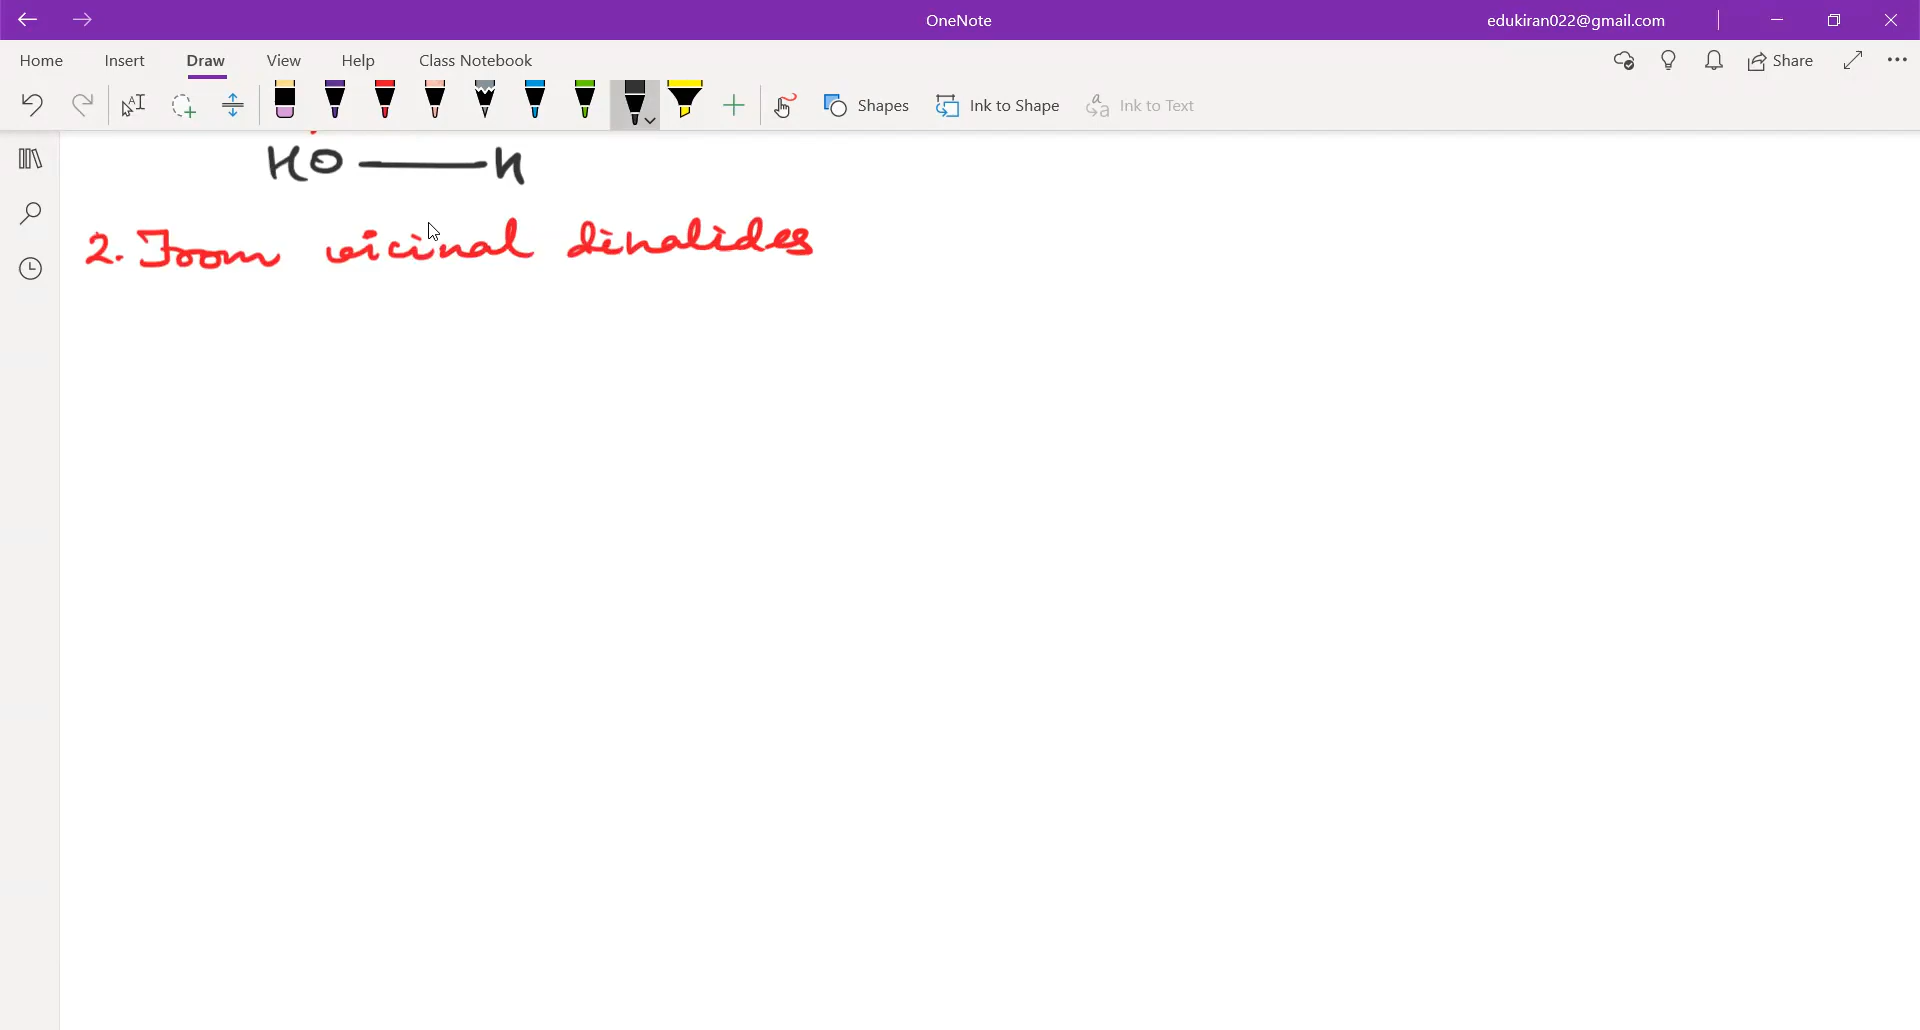 OneNote
edukiran022@gmail.com
Home Insert Draw View Help Class Notebook
Share
Shapes Ink to Shape Ink to Text
HO — H
2. From vicinal dihalides